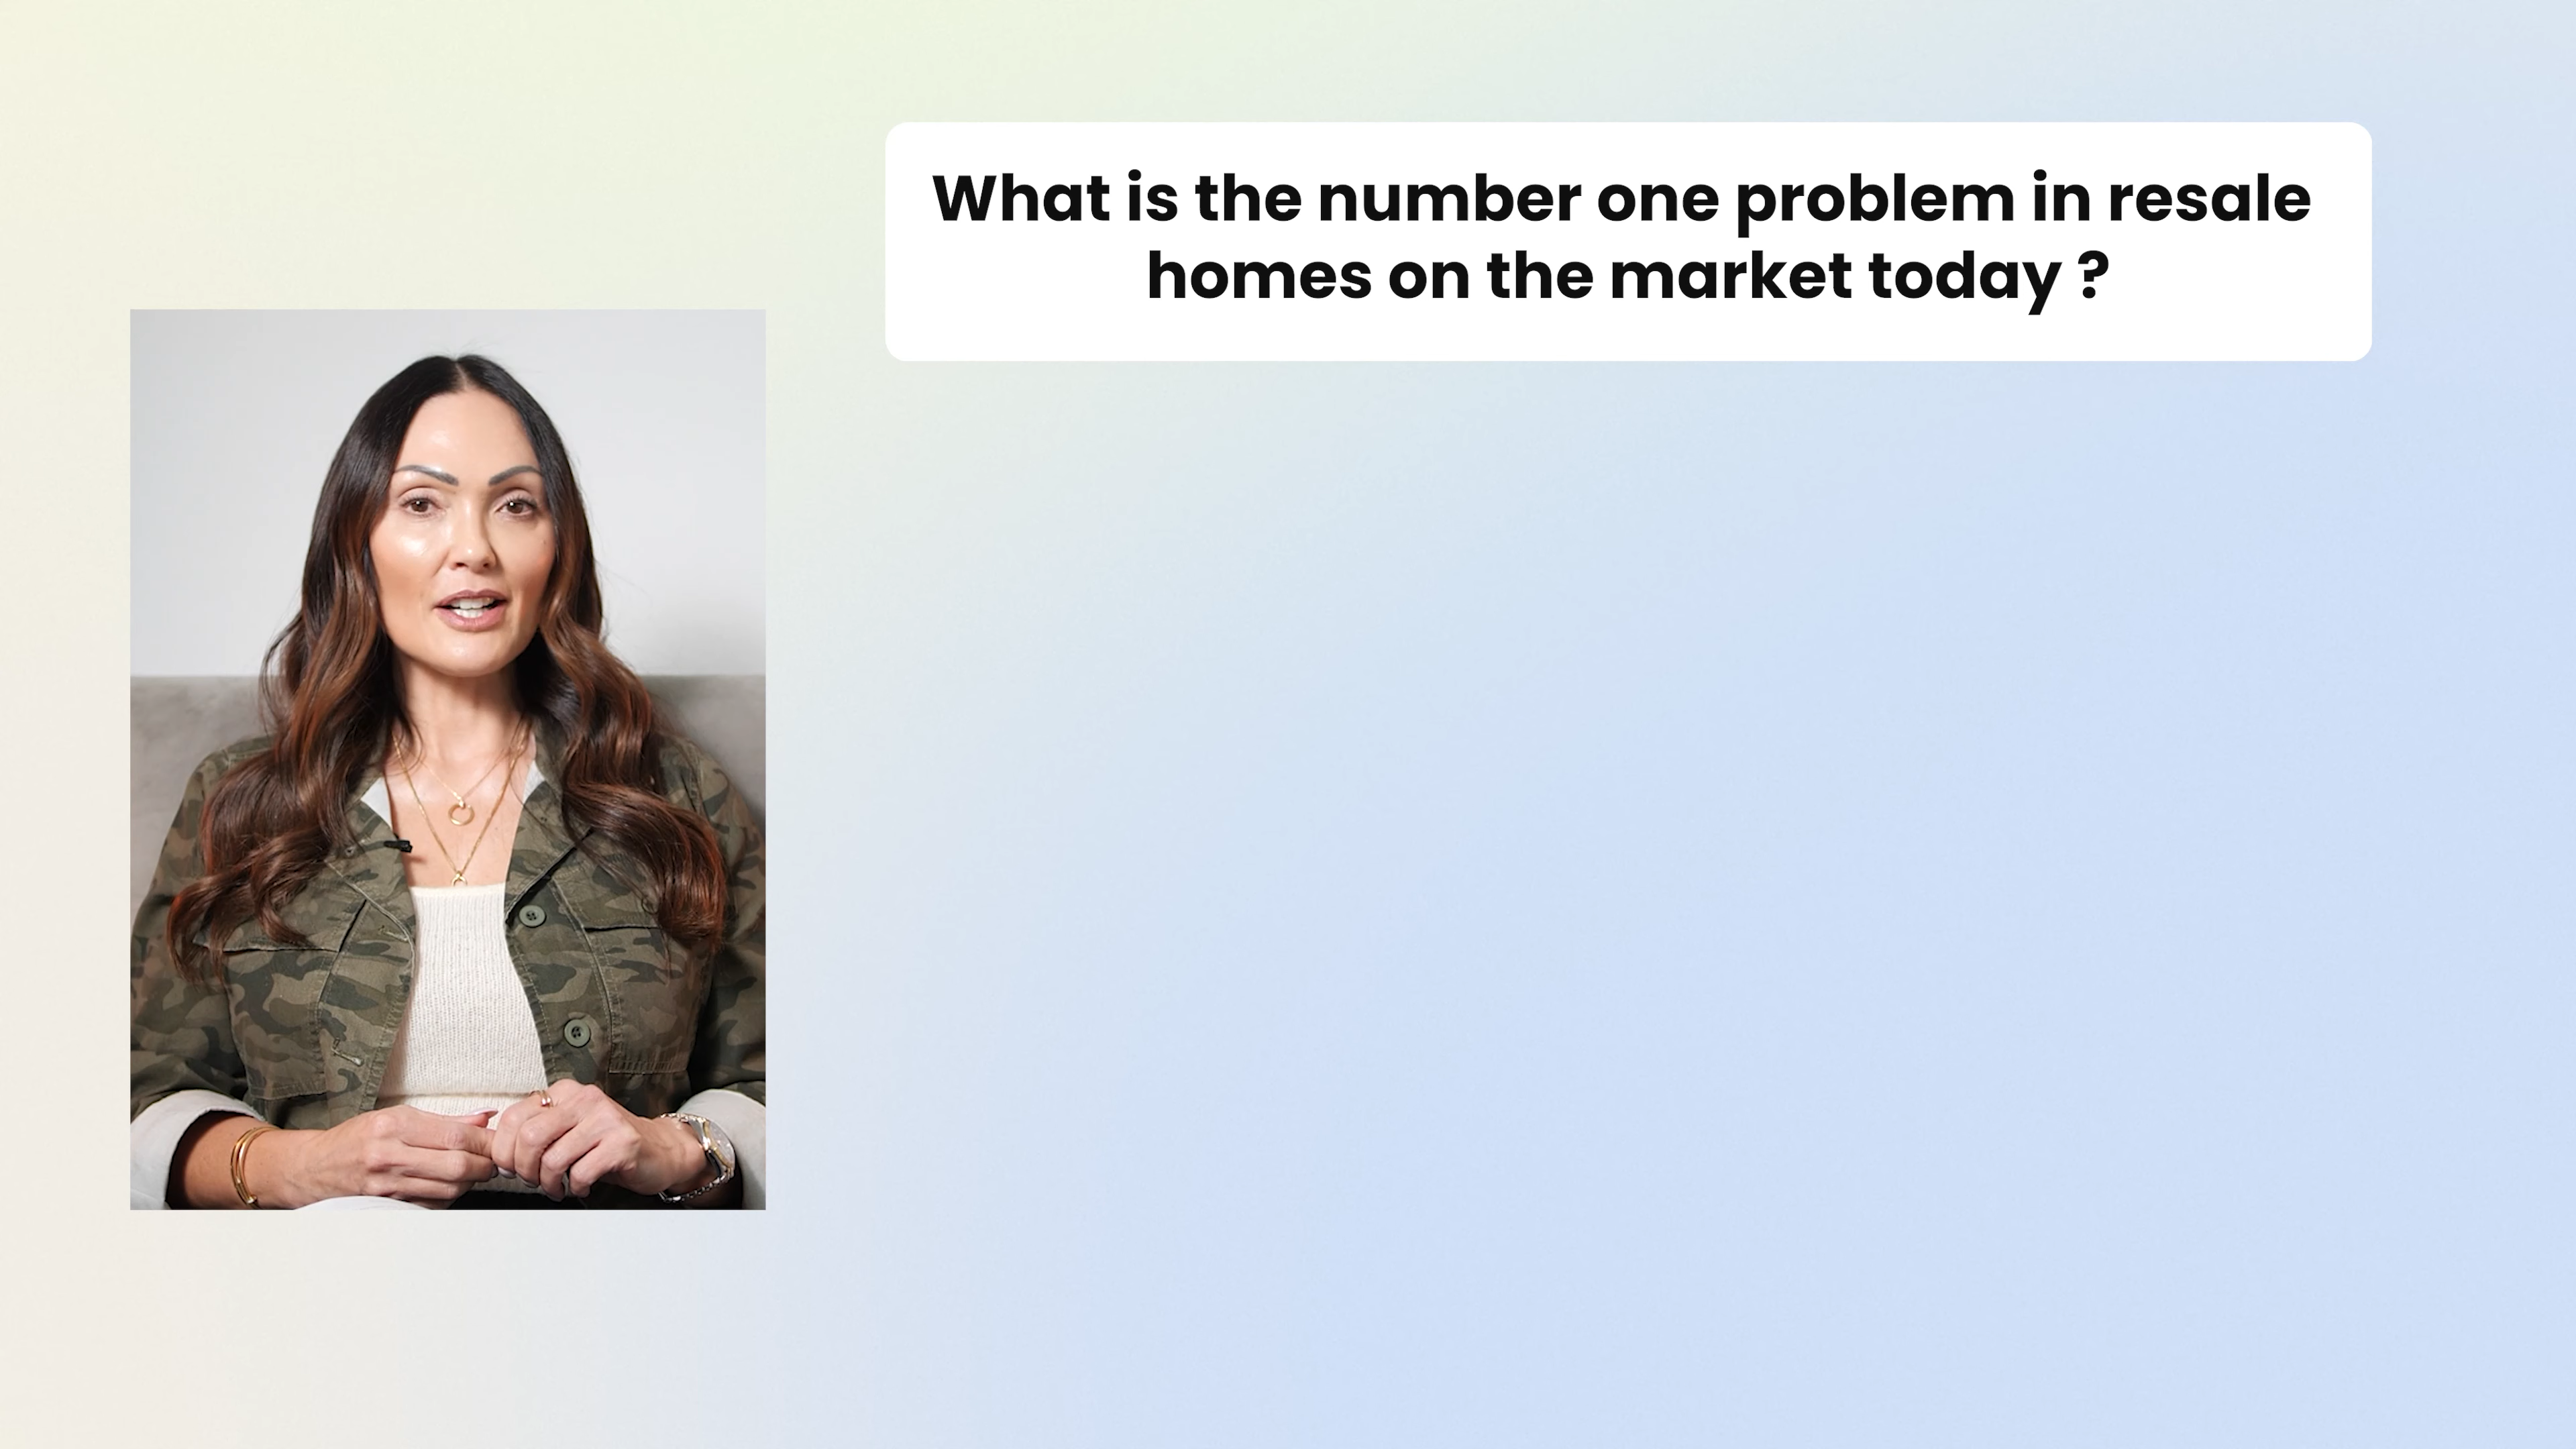 What is the number one problem in resale
homes on the market today ?